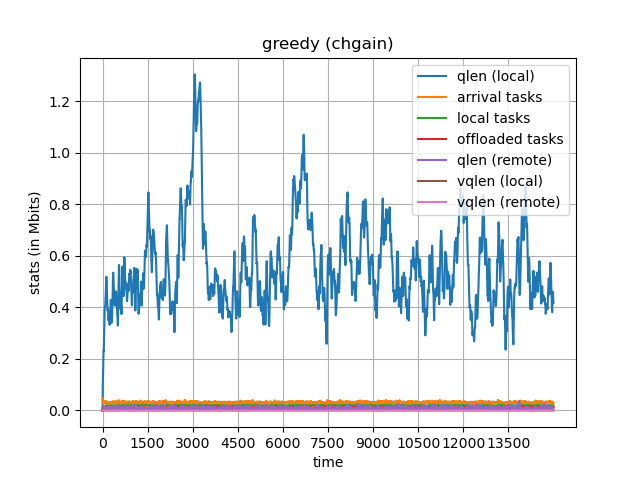 greedy (chgain)
qlen (local)
arrival tasks
local tasks
offloaded tasks
qlen (remote)
vqlen (local)
vqlen (remote)
stats (in Mbits)
1.2
1.0
0.8
0.6
0.4
0.2
0.0
0 1500 3000 4500 6000 7500 9000 10500 12000 13500
time